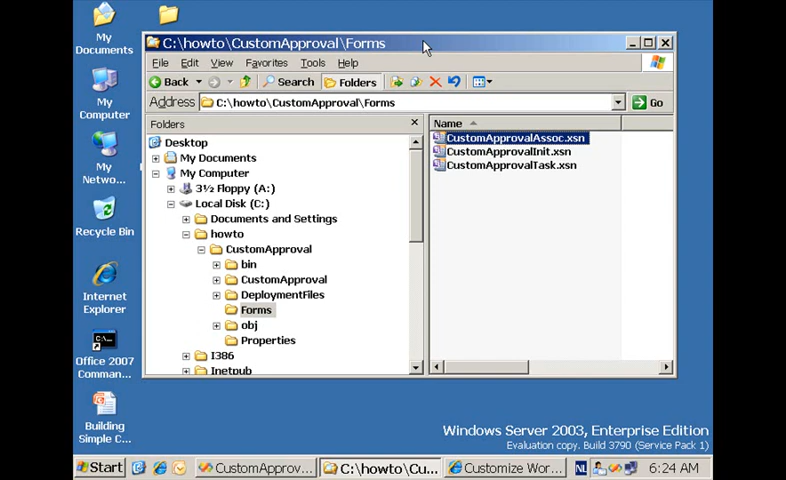 My
Documents
My
Computer
My
Netwo...
Recycle Bin
Internet
Explorer
Office 2007
Comman...
Building
Simple C...
C:\howto\CustomApproval\Forms
File Edit View Favorites Tools Help
Back Search Folders
Address C:\howto\CustomApproval\Forms Go
Folders
Desktop
My Documents
My Computer
3½ Floppy (A:)
Local Disk (C:)
Documents and Settings
howto
CustomApproval
bin
CustomApproval
DeploymentFiles
Forms
obj
Properties
I386
Inetpub
Name
CustomApprovalAssoc.xsn
CustomApprovalInit.xsn
CustomApprovalTask.xsn
Windows Server 2003, Enterprise Edition
Evaluation copy. Build 3790 (Service Pack 1)
Start CustomApprov... C:\howto\Cu... Customize Wor... NL 6:24 AM